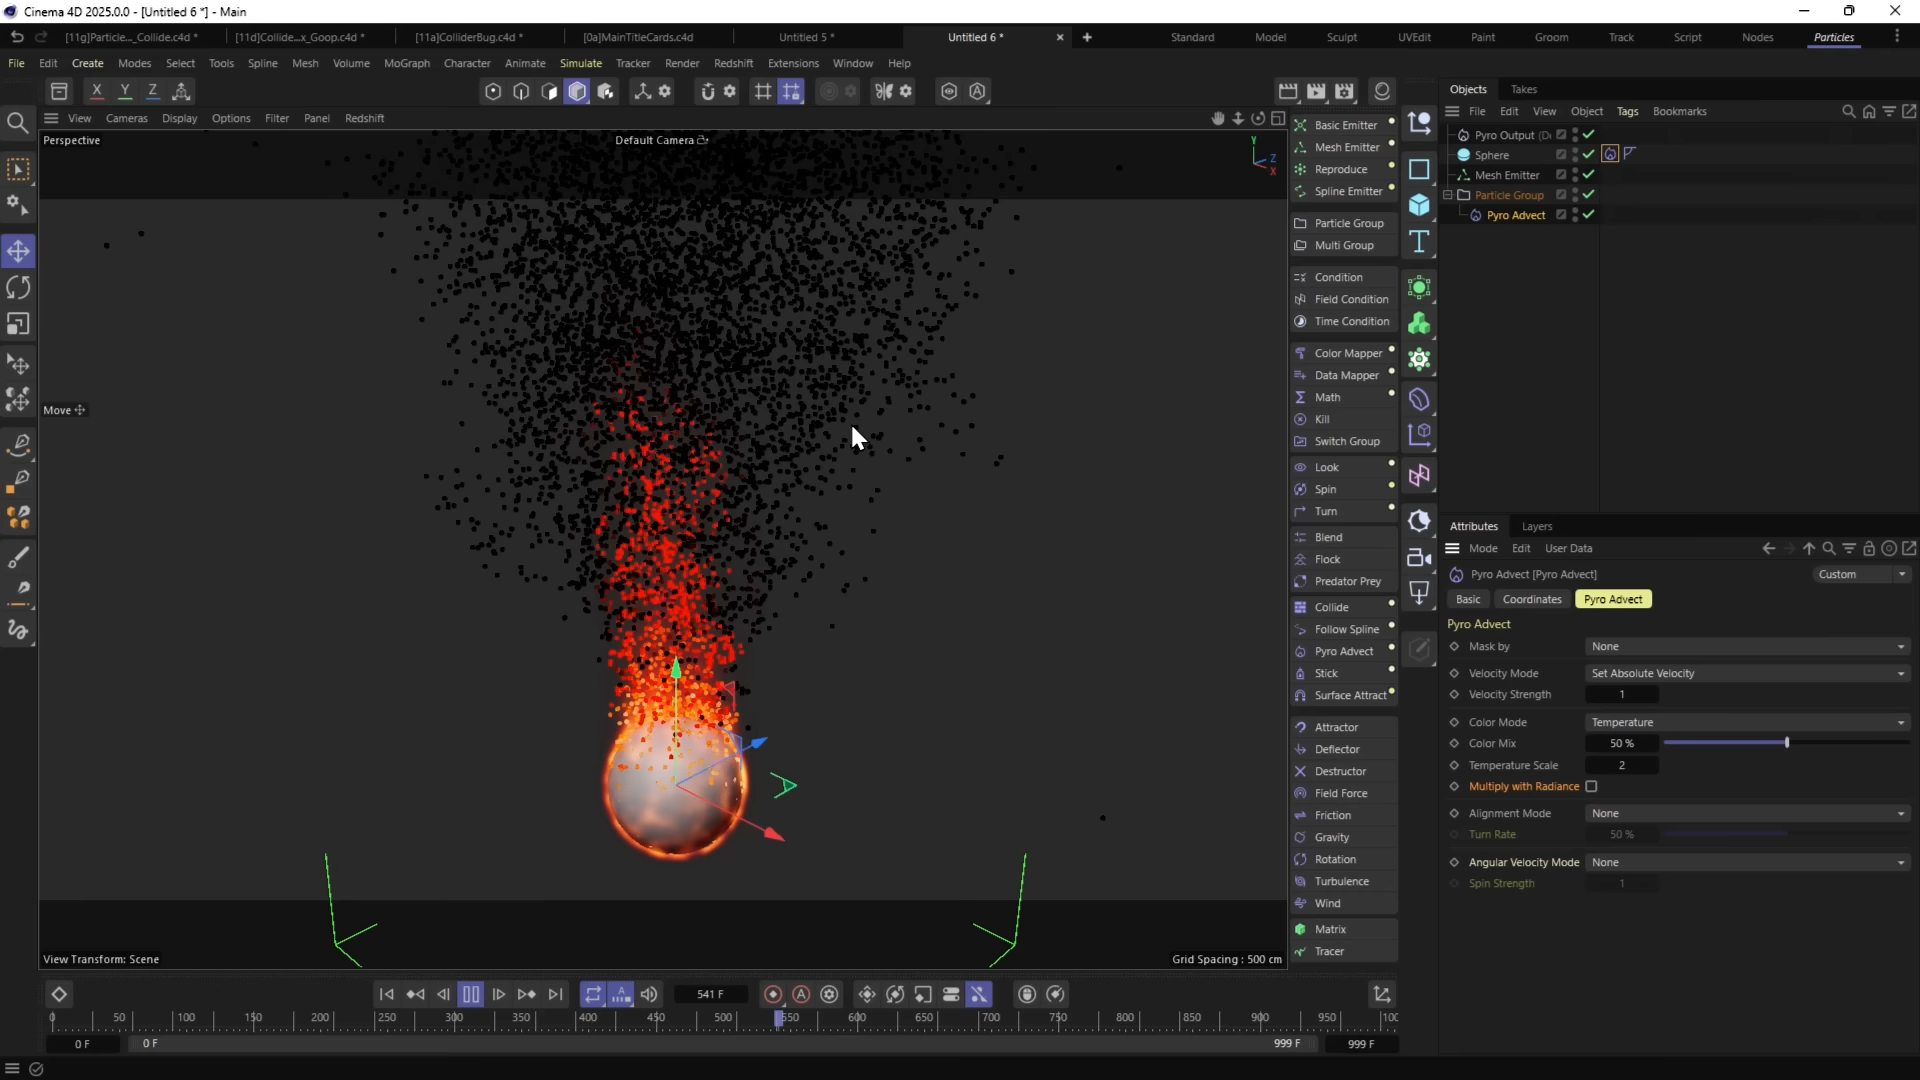 Cinema 4D 2025.0.0 - [Untitled 6 *] - Main
[11g]Particle..._Collide.c4d *
[11d]Collide...x_Goop.c4d *
[11a]ColliderBug.c4d *
[0a]MainTitleCards.c4d
Untitled 5 *
Untitled 6 *
Standard
Model
Sculpt
UVEdit
Paint
Groom
Track
Script
Nodes
Particles
File Edit Create Modes Select Tools Spline Mesh Volume MoGraph Character Animate Simulate Tracker Render Redshift Extensions Window Help
X Y Z
View Cameras Display Options Filter Panel Redshift
Perspective
Default Camera
Y
Z
X
Move
View Transform: Scene
Grid Spacing : 500 cm
Basic Emitter
Mesh Emitter
Reproduce
Spline Emitter
Particle Group
Multi Group
Condition
Field Condition
Time Condition
Color Mapper
Data Mapper
Math
Kill
Switch Group
Look
Spin
Turn
Blend
Flock
Predator Prey
Collide
Follow Spline
Pyro Advect
Stick
Surface Attract
Attractor
Deflector
Destructor
Field Force
Friction
Gravity
Rotation
Turbulence
Wind
Matrix
Tracer
Objects Takes
File Edit View Object Tags Bookmarks
Pyro Output
Sphere
Mesh Emitter
Particle Group
Pyro Advect
Attributes Layers
Mode Edit User Data
Pyro Advect [Pyro Advect]
Custom
Basic Coordinates Pyro Advect
Pyro Advect
Mask by None
Velocity Mode Set Absolute Velocity
Velocity Strength 1
Color Mode Temperature
Color Mix 50 %
Temperature Scale 2
Multiply with Radiance
Alignment Mode None
Turn Rate 50 %
Angular Velocity Mode None
Spin Strength 1
541 F
0 50 100 150 200 250 300 350 400 450 500 550 600 650 700 750 800 850 900 950 100
0 F
0 F
999 F
999 F